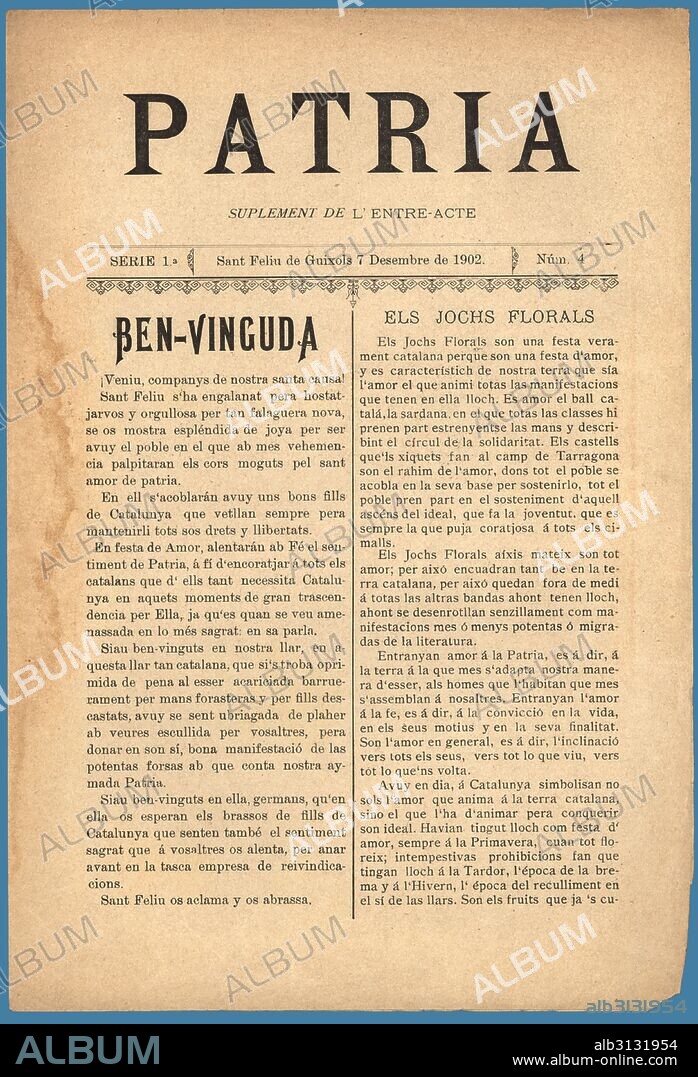 PATRIA
SUPLEMENT DE L' ENTRE-ACTE
SERIE 1.ª
Sant Feliu de Guixols 7 Desembre de 1902.
Núm. 4
BEN-VINGUDA
¡Veniu, companys de nostra santa causa!
Sant Feliu s'ha engalanat pera hostat-
jarvos y orgullosa per tan falaguera nova,
se os mostra espléndida de joya per ser
avuy el poble en el que ab mes vehemen-
cia palpitaran els cors moguts pel sant
amor de patria.
En ell s'acoblarán avuy uns bons fills
de Catalunya que vetllan sempre pera
mantenirli tots sos drets y llibertats.
En festa de Amor, alentarán ab Fé el sen-
timent de Patria, á fí d'encoratjar á tots els
catalans que d' ells tant necessita Catalu-
nya en aquets moments de gran trascen-
dencia per Ella, ja qu'es quan se veu ame-
nassada en lo més sagrat: en sa parla.
Siau ben-vinguts en nostra llar, en a-
questa llar tan catalana, que si's troba opri-
mida de pena al esser acariciada barrue-
rament per mans forasteras y per fills des-
castats, avuy se sent ubriagada de plaher
ab veures escullida per vosaltres, pera
donar en son sí, bona manifestació de las
potentas forsas ab que conta nostra ay-
mada Patria.
Siau ben-vinguts en ella, germans, qu'en
ella os esperan els brassos de fills de
Catalunya que senten també el sentiment
sagrat que á vosaltres os alenta, per anar
avant en la tasca empresa de reivindica-
cions.
Sant Feliu os aclama y os abrassa.
ELS JOCHS FLORALS
Els Jochs Florals son una festa vera-
ment catalana perque son una festa d'amor,
y es característich de nostra terra que sía
l'amor el que animi totas las manifestacions
que tenen en ella lloch. Es amor el ball ca-
talá, la sardana, en el que totas las classes hi
prenen part estrenyentse las mans y descri-
bint el círcul de la solidaritat. Els castells
que'ls xiquets fan al camp de Tarragona
son el rahim de l'amor, dons tot el poble se
acobla en la seva base per sostenirlo, tot el
poble pren part en el sosteniment d'aquell
ascéns del ideal, que fa la joventut, que es
sempre la que puja coratjosa á tots els ci-
malls.
Els Jochs Florals aíxis mateix son tot
amor; per aixó encuadran tant be en la te-
rra catalana, per aixó quedan fora de medi
á totas las altras bandas ahont tenen lloch,
ahont se desenrotllan senzillament com ma-
nifestacions mes ó menys potentas ó migra-
das de la literatura.
Entranyan amor á la Patria, es á dir, á
la terra á la que mes s'adapta nostra mane-
ra d'esser, als homes que l'habitan que mes
s'assemblan á nosaltres. Entranyan l'amor
á la fe, es á dir, á la convicció en la vida,
en els seus motius y en la seva finalitat.
Son l'amor en general, es á dir, l'inclinació
vers tots els seus, vers tot lo que viu, vers
tot lo que'ns volta.
Avuy en dia, á Catalunya simbolisan no
sols l'amor que anima á la terra catalana,
sino el que l'ha d'animar pera conquerir
son ideal. Havian tingut lloch com festa d'
amor, sempre á la Primavera, cuan tot flo-
reix; intempestivas prohibicions fan que
tingan lloch á la Tardor, l'época de la bre-
ma y á l'Hivern, l' época del reculliment en
el sí de las llars. Son els fruits que ja 's cu-
alb3131954
ALBUM
alb3131954
www.album-online.com